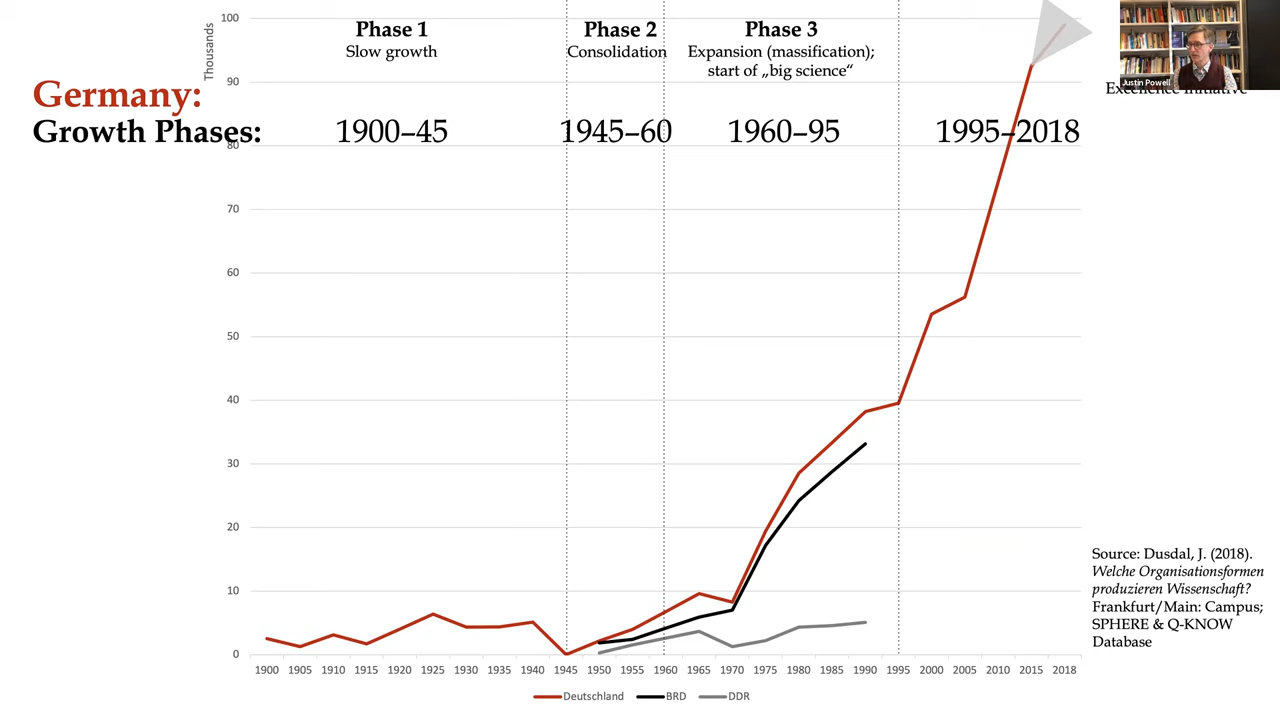 Germany:
Growth Phases:
Phase 1
Slow growth
1900–45
Phase 2
Consolidation
1945–60
Phase 3
Expansion (massification);
start of „big science“
1960–95
1995–2018
Justin Powell
Excellence Initiative
Thousands
100
90
80
70
60
50
40
30
20
10
0
1900 1905 1910 1915 1920 1925 1930 1935 1940 1945 1950 1955 1960 1965 1970 1975 1980 1985 1990 1995 2000 2005 2010 2015 2018
Deutschland BRD DDR
Source: Dusdal, J. (2018).
Welche Organisationsformen
produzieren Wissenschaft?
Frankfurt/Main: Campus;
SPHERE & Q-KNOW
Database